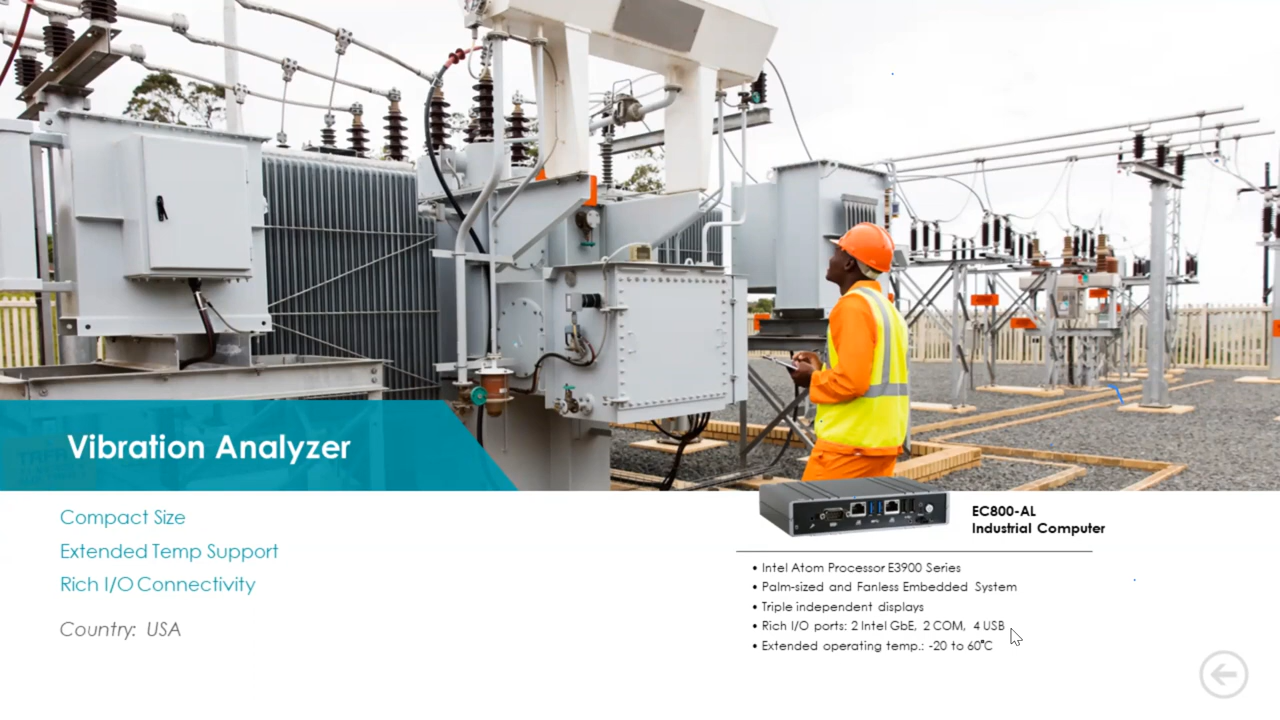 Vibration Analyzer
Compact Size
Extended Temp Support
Rich I/O Connectivity
Country: USA
EC800-AL
Industrial Computer
• Intel Atom Processor E3900 Series
• Palm-sized and Fanless Embedded System
• Triple independent displays
• Rich I/O ports: 2 Intel GbE, 2 COM, 4 USB
• Extended operating temp.: -20 to 60°C